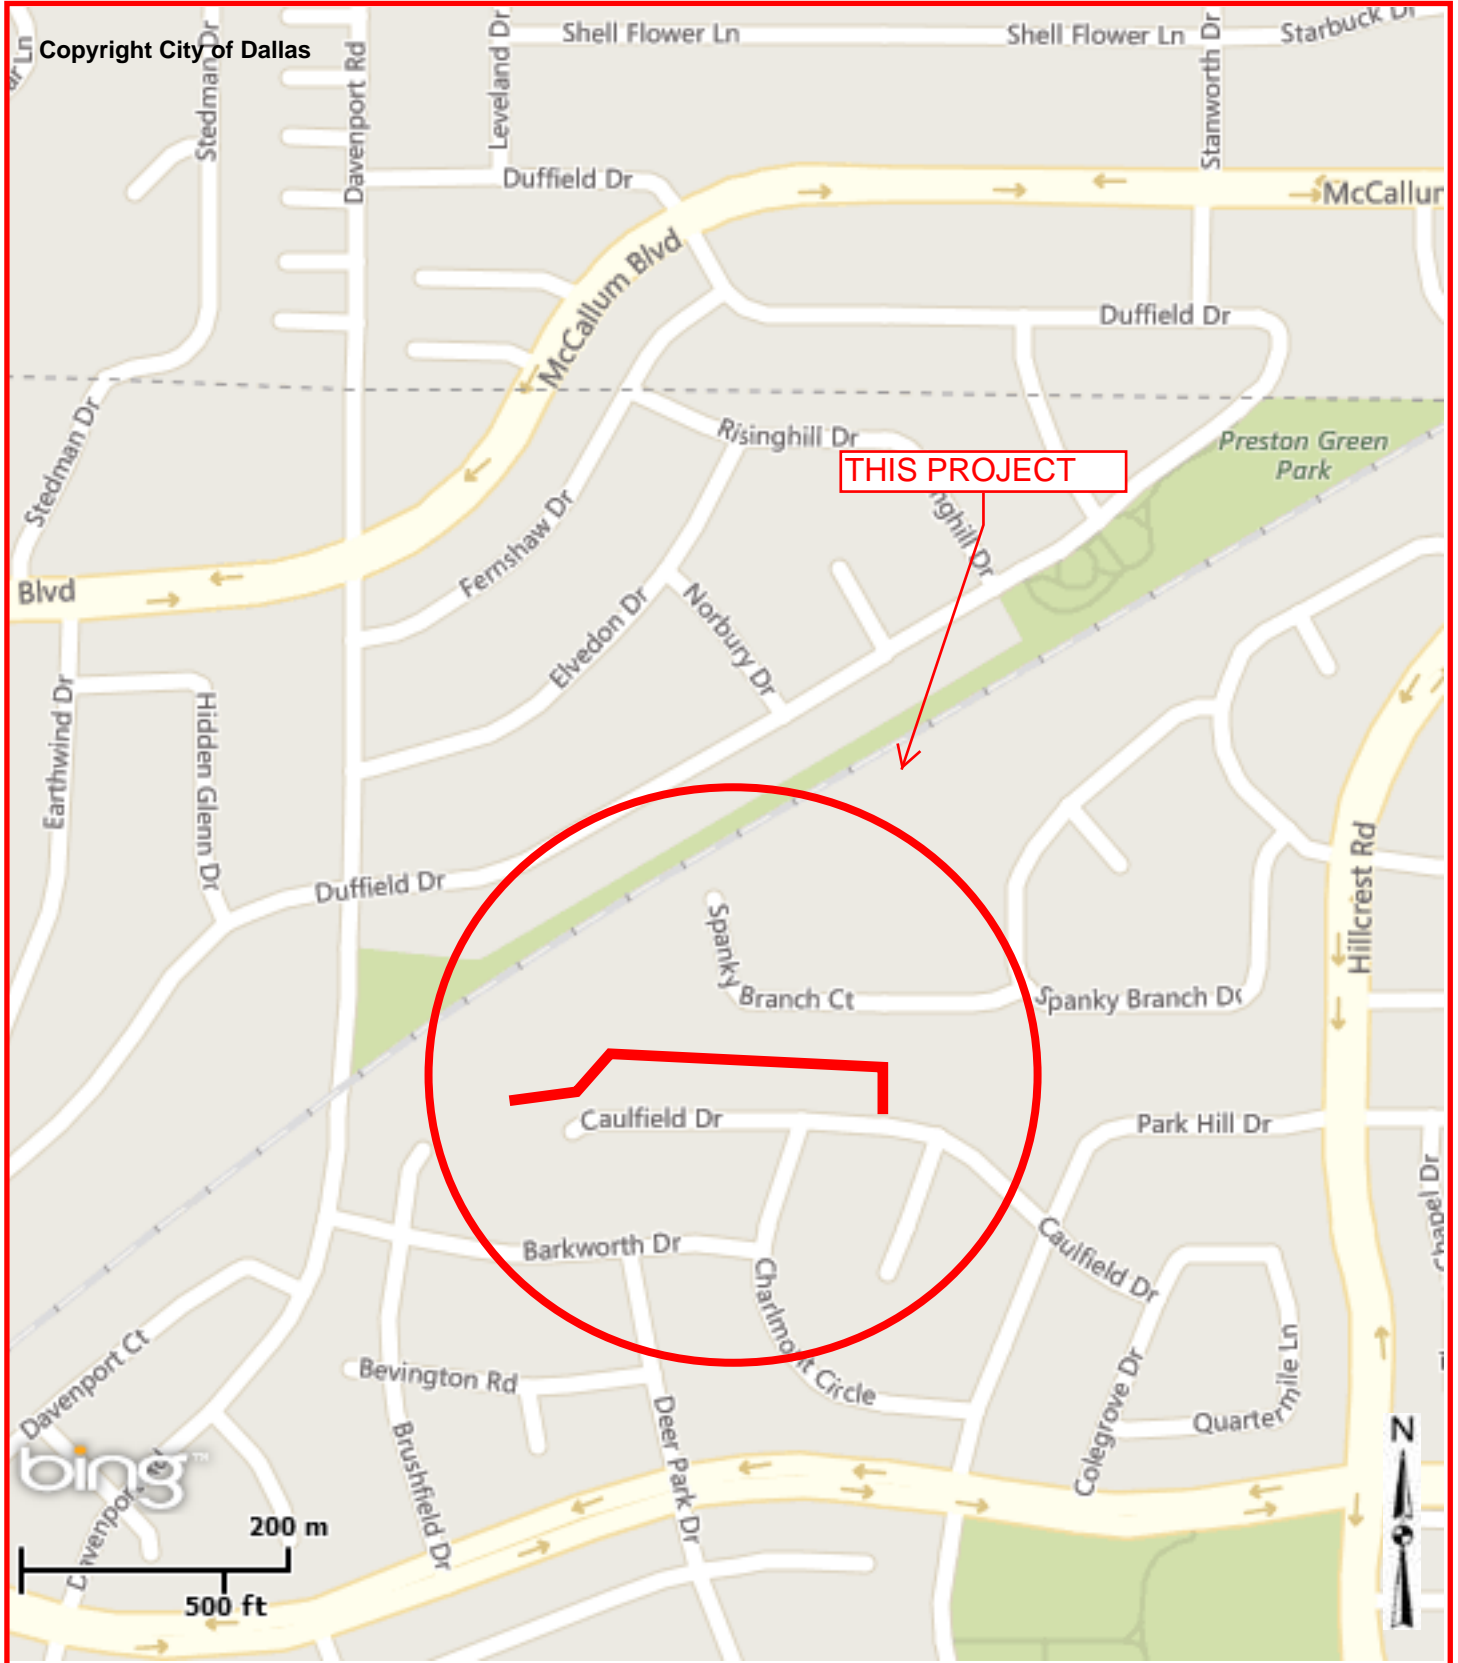 Copyright City of Dallas
Shell Flower Ln
Shell Flower Ln
Starbuck Dr
Stedman Dr
Davenport Rd
Leveland Dr
Stanworth Dr
Duffield Dr
McCallum Blvd
Duffield Dr
Stedman Dr
Risinghill Dr
Preston Green
Park
THIS PROJECT
Fernshaw Dr
Blvd
Elvedon Dr
Norbury Dr
Earthwind Dr
Hidden Glenn Dr
Duffield Dr
Hillcrest Rd
Spanky
Branch Ct
Spanky Branch
Caulfield Dr
Park Hill Dr
Barkworth Dr
Caulfield Dr
Charlmont Circle
Davenport Ct
Bevington Rd
Colegrove Dr
Quartermile Ln
Brushfield Dr
Deer Park Dr
N
bing™
200 m
500 ft